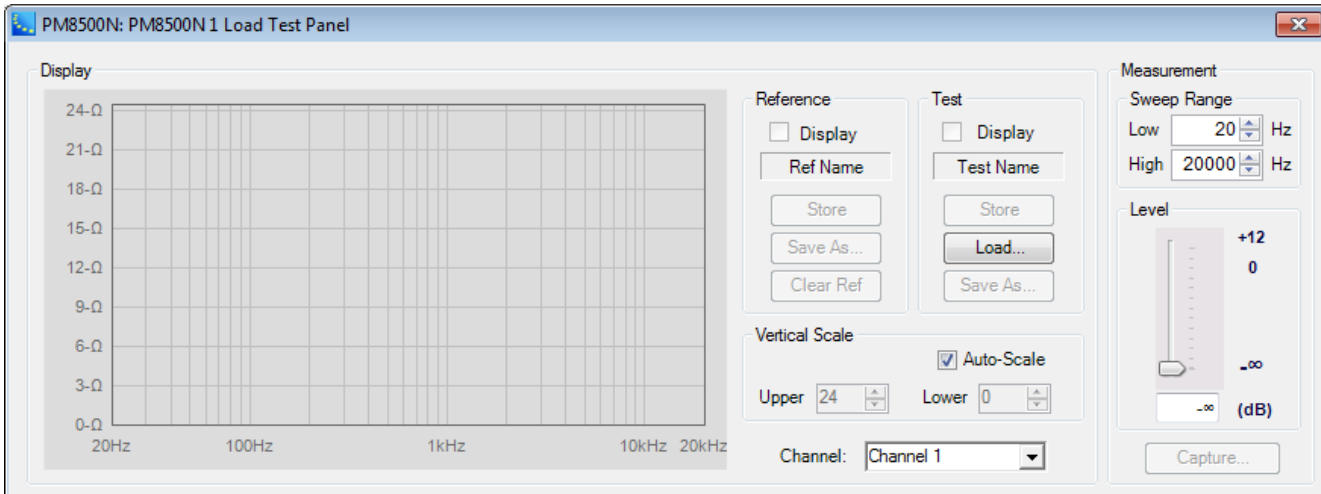 PM8500N: PM8500N 1 Load Test Panel
Display
24-Ω
21-Ω
18-Ω
15-Ω
12-Ω
9-Ω
6-Ω
3-Ω
0-Ω
20Hz 100Hz 1kHz 10kHz 20kHz
Reference
Display
Ref Name
Store
Save As...
Clear Ref
Test
Display
Test Name
Store
Load...
Save As...
Vertical Scale
Auto-Scale
Upper 24 Lower 0
Channel: Channel 1
Measurement
Sweep Range
Low 20 Hz
High 20000 Hz
Level
+12
0
-∞
-∞ (dB)
Capture...